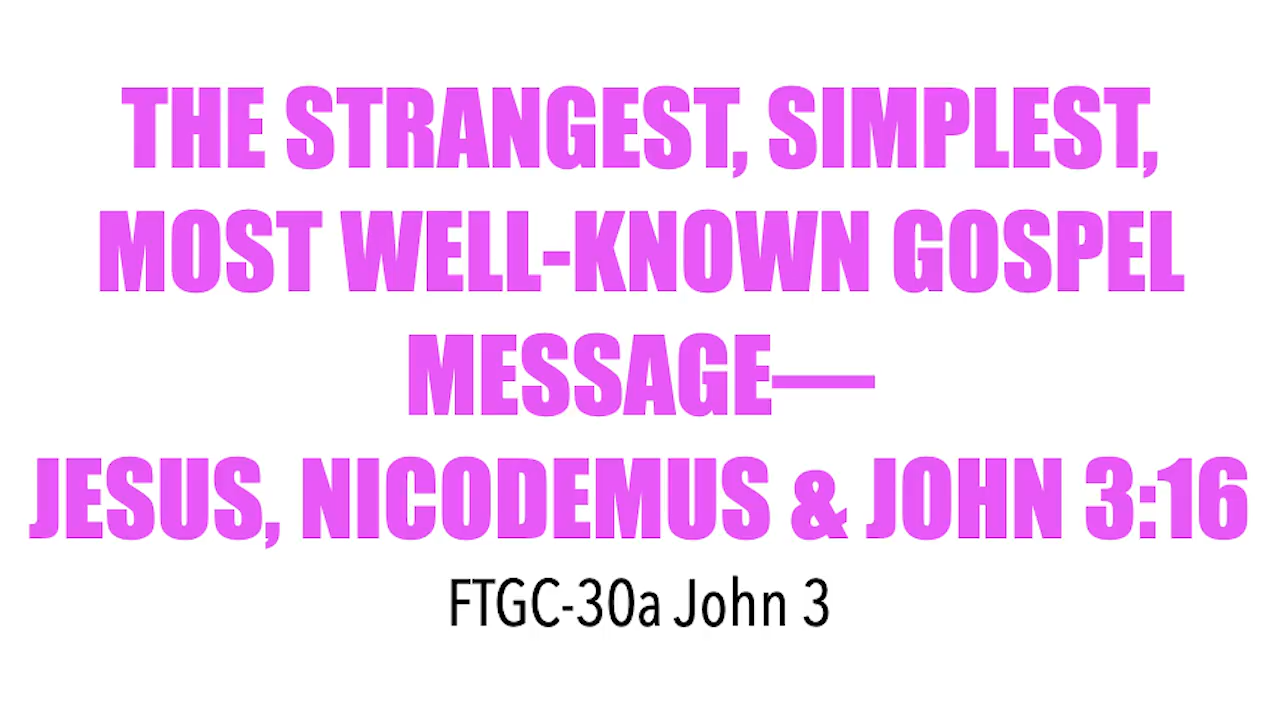 THE STRANGEST, SIMPLEST,
MOST WELL-KNOWN GOSPEL
MESSAGE—
JESUS, NICODEMUS & JOHN 3:16
FTGC-30a John 3